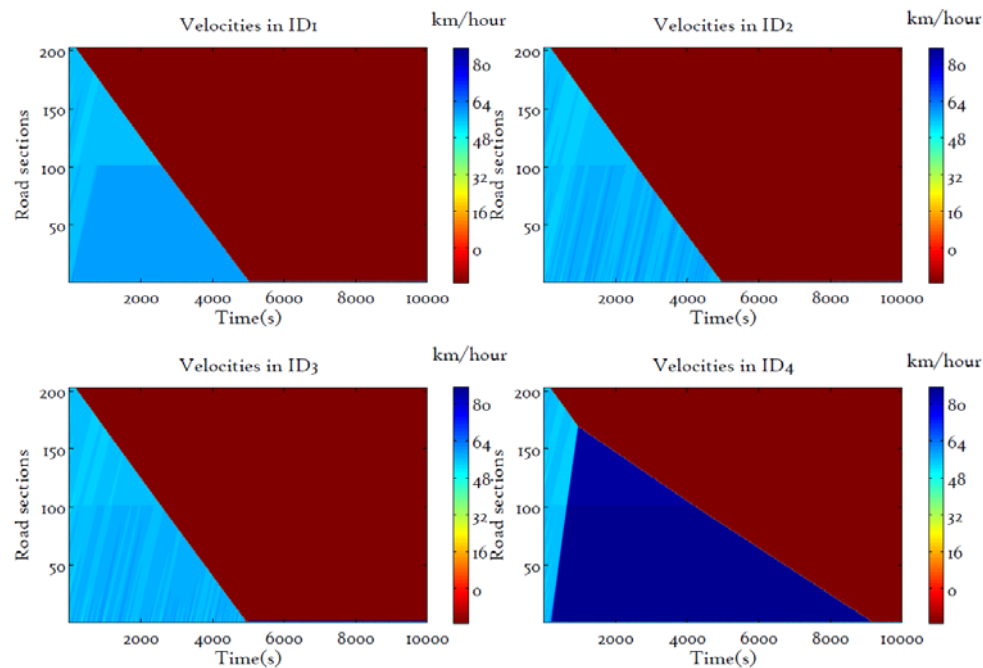 Velocities in ID1
km/hour
Road sections
200
150
100
50
2000 4000 6000 8000 10000
Time(s)
80
64
48
32
16
0
Velocities in ID2
km/hour
Road sections
200
150
100
50
2000 4000 6000 8000 10000
Time(s)
80
64
48
32
16
0
Velocities in ID3
km/hour
Road sections
200
150
100
50
2000 4000 6000 8000 10000
Time(s)
80
64
48
32
16
0
Velocities in ID4
km/hour
Road sections
200
150
100
50
2000 4000 6000 8000 10000
Time(s)
80
64
48
32
16
0